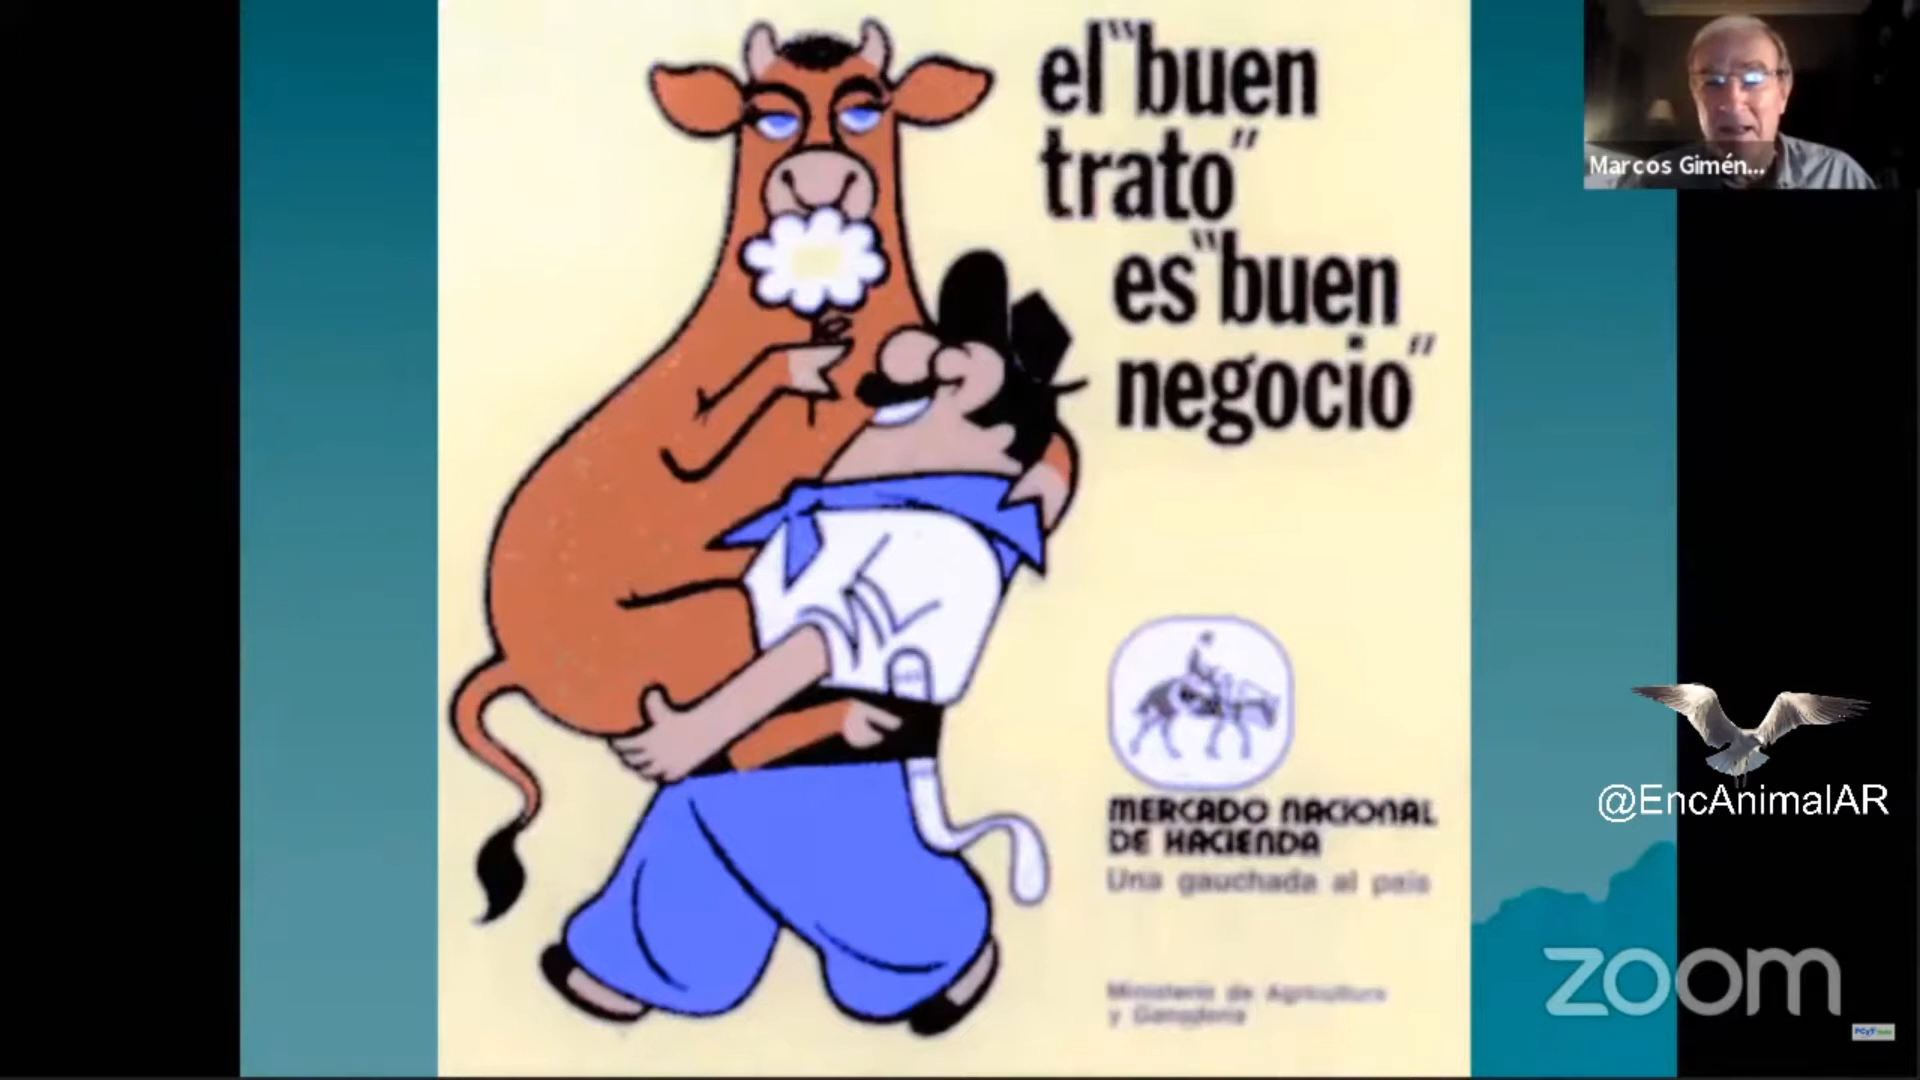 el "buen
trato"
es "buen
negocio"
Marcos Gimén...
MERCADO NACIONAL
DE HACIENDA
Una gauchada al país
Ministerio de Agricultura
y Ganadería
@EncAnimalAR
zoom